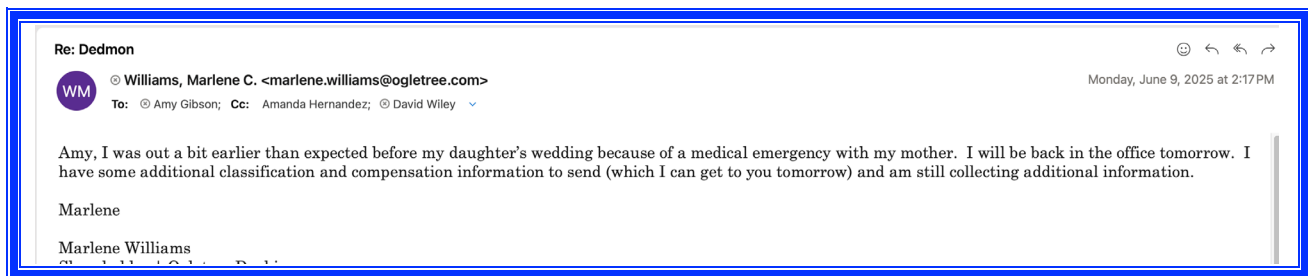 Re: Dedmon
WM
Williams, Marlene C. <marlene.williams@ogletree.com>
Monday, June 9, 2025 at 2:17 PM
To: Amy Gibson; Cc: Amanda Hernandez; David Wiley
Amy, I was out a bit earlier than expected before my daughter’s wedding because of a medical emergency with my mother. I will be back in the office tomorrow. I
have some additional classification and compensation information to send (which I can get to you tomorrow) and am still collecting additional information.
Marlene
Marlene Williams